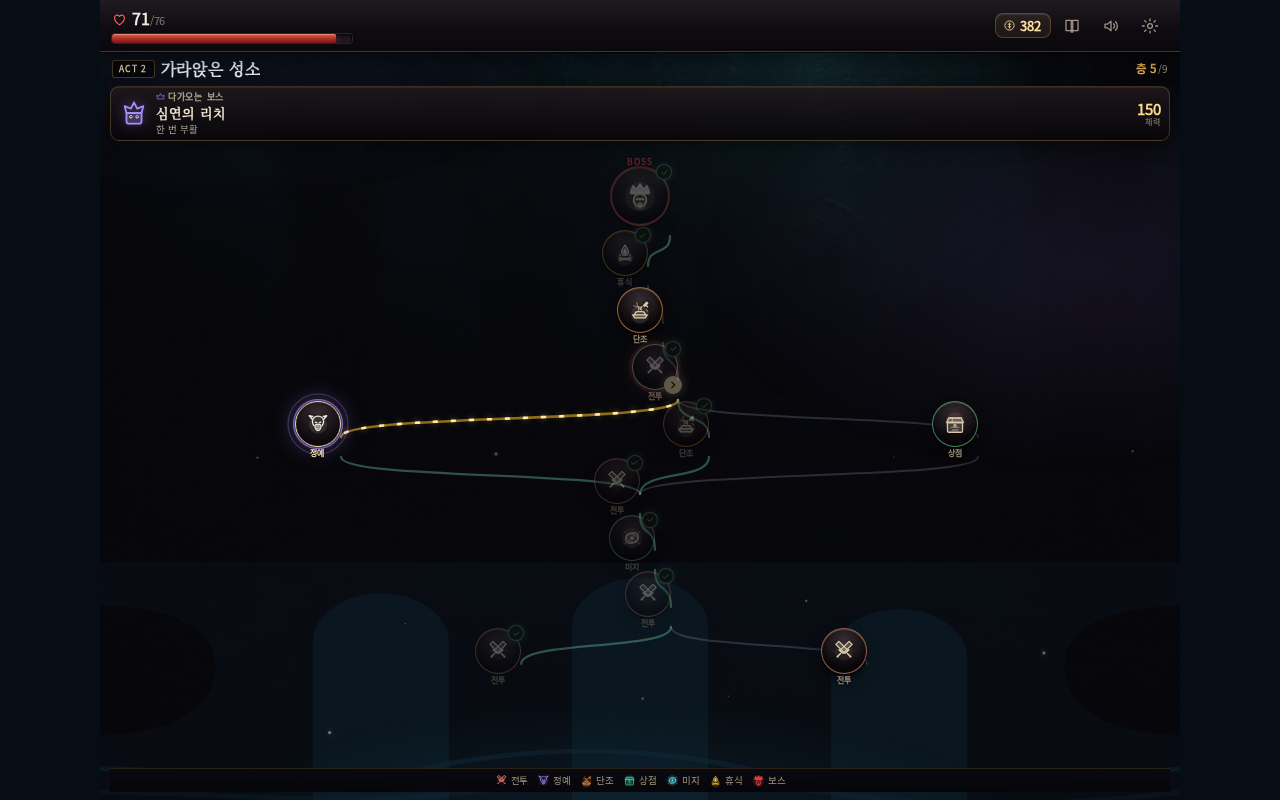 71/76
382
ACT 2 가라앉은 성소
층 5/9
다가오는 보스
심연의 리치
한 번 부활
150
체력
BOSS
휴식
단조
전투
정예
단조
상점
전투
미지
전투
전투
전투
전투 정예 단조 상점 미지 휴식 보스